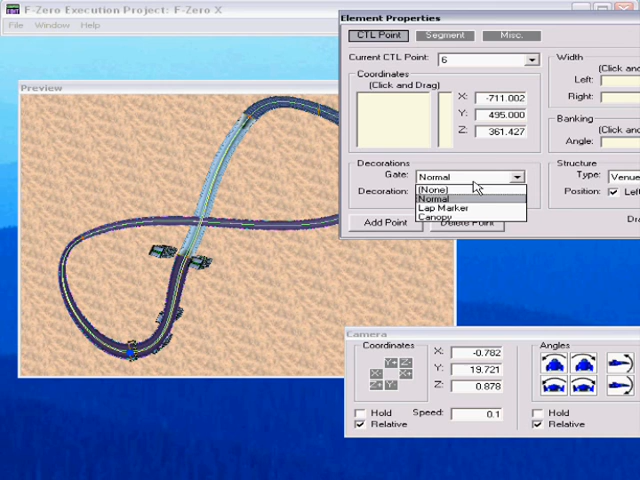 F-Zero Execution Project: F-Zero X
File Window Help
Preview
Element Properties
CTL Point Segment Misc.
Current CTL Point: 6
Coordinates
(Click and Drag)
X: -711.002
Y: 495.000
Z: 361.427
Width
(Click and
Left:
Right:
Banking
(Click and
Angle:
Decorations
Gate: Normal
(None)
Normal
Lap Marker
Canopy
Decoration:
Structure
Type: Venue
Position: Left
Add Point Delete Point
Dra
Camera
Coordinates
Y+ Z-
X- X+
Z+ Y-
X: -0.782
Y: 19.721
Z: 0.878
Hold Speed: 0.1
Relative
Angles
Hold
Relative